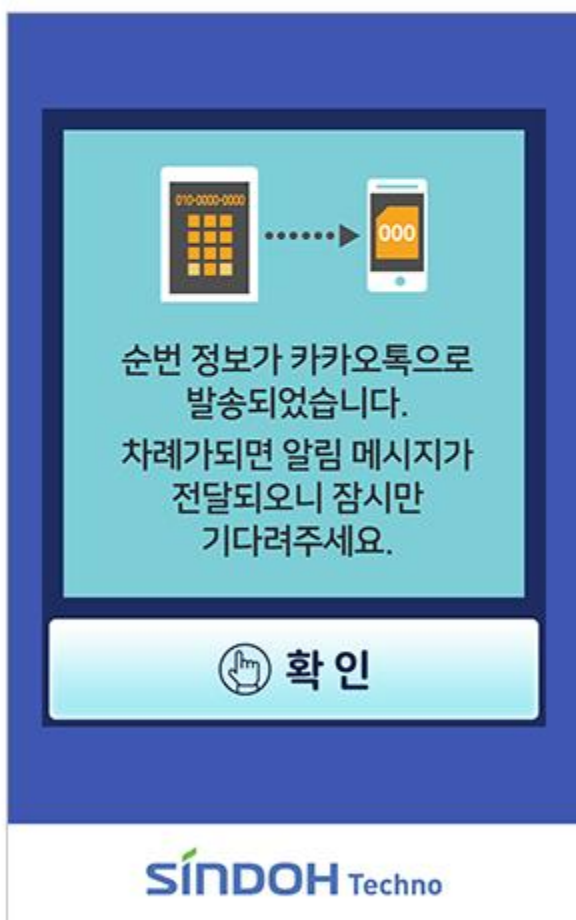 010-0000-0000
000
순번 정보가 카카오톡으로
발송되었습니다.
차례가되면 알림 메시지가
전달되오니 잠시만
기다려주세요.
확 인
SINDOH Techno